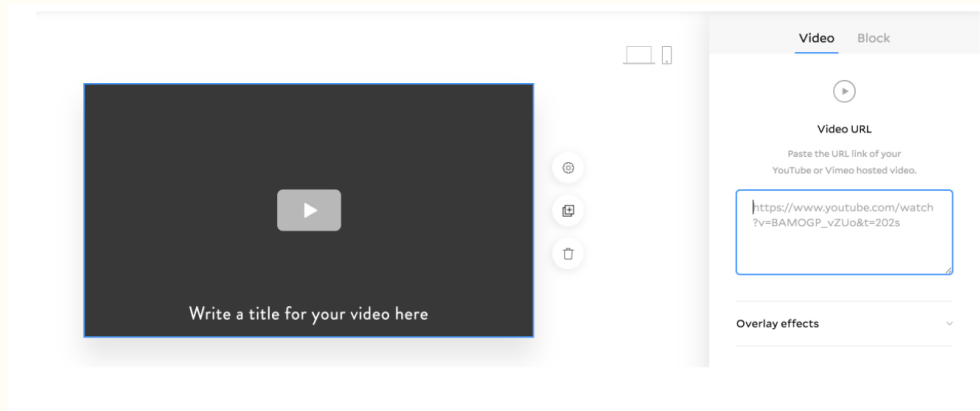 Video Block
Video URL
Paste the URL link of your
YouTube or Vimeo hosted video.
https://www.youtube.com/watch
?v=BAMOGP_vZUo&t=202s
Write a title for your video here
Overlay effects